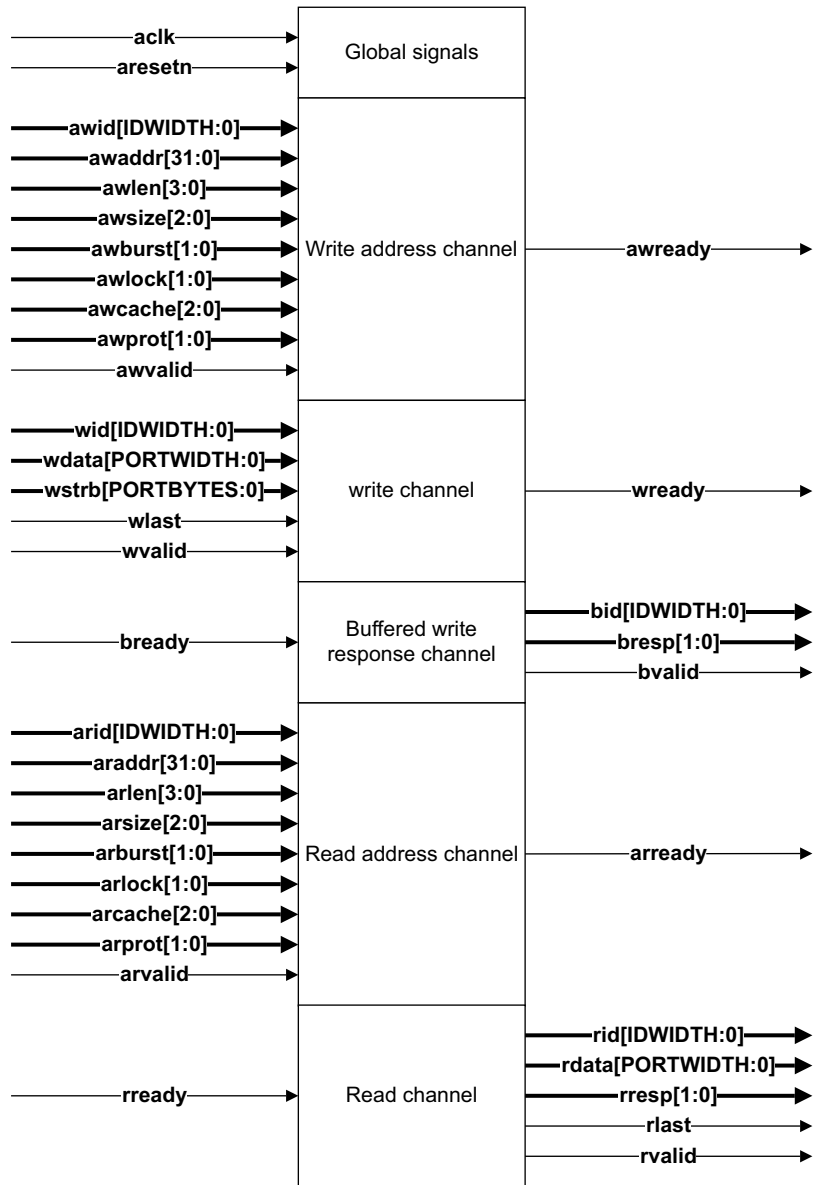 aclk
aresetn
Global signals
awid[IDWIDTH:0]
awaddr[31:0]
awlen[3:0]
awsize[2:0]
awburst[1:0]
awlock[1:0]
awcache[2:0]
awprot[1:0]
awvalid
Write address channel
awready
wid[IDWIDTH:0]
wdata[PORTWIDTH:0]
wstrb[PORTBYTES:0]
wlast
wvalid
write channel
wready
bready
Buffered write
response channel
bid[IDWIDTH:0]
bresp[1:0]
bvalid
arid[IDWIDTH:0]
araddr[31:0]
arlen[3:0]
arsize[2:0]
arburst[1:0]
arlock[1:0]
arcache[2:0]
arprot[1:0]
arvalid
Read address channel
arready
rready
Read channel
rid[IDWIDTH:0]
rdata[PORTWIDTH:0]
rresp[1:0]
rlast
rvalid